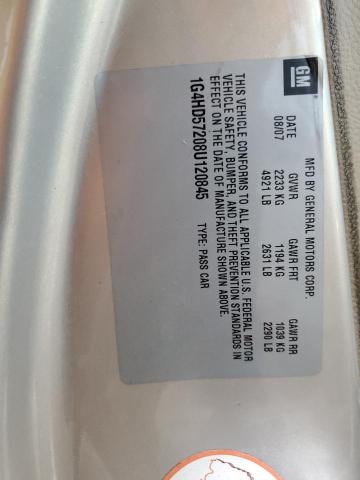 GM
MFD BY GENERAL MOTORS CORP.
DATE GVWR GAWR FRT GAWR RR
08/07 2233 KG 1194 KG 1039 KG
4921 LB 2631 LB 2290 LB
THIS VEHICLE CONFORMS TO ALL APPLICABLE U.S. FEDERAL MOTOR
VEHICLE SAFETY, BUMPER, AND THEFT PREVENTION STANDARDS IN
EFFECT ON THE DATE OF MANUFACTURE SHOWN ABOVE.
1G4HD57208U120845 TYPE: PASS CAR